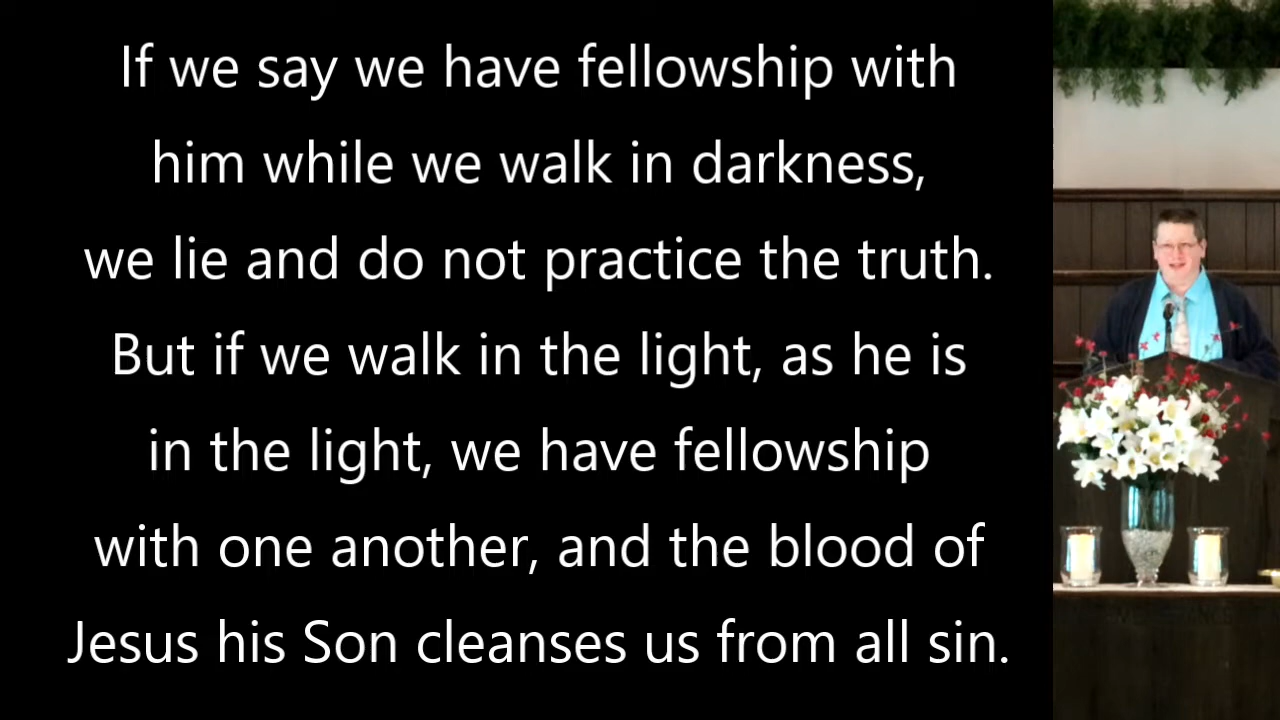 If we say we have fellowship with
him while we walk in darkness,
we lie and do not practice the truth.
But if we walk in the light, as he is
in the light, we have fellowship
with one another, and the blood of
Jesus his Son cleanses us from all sin.